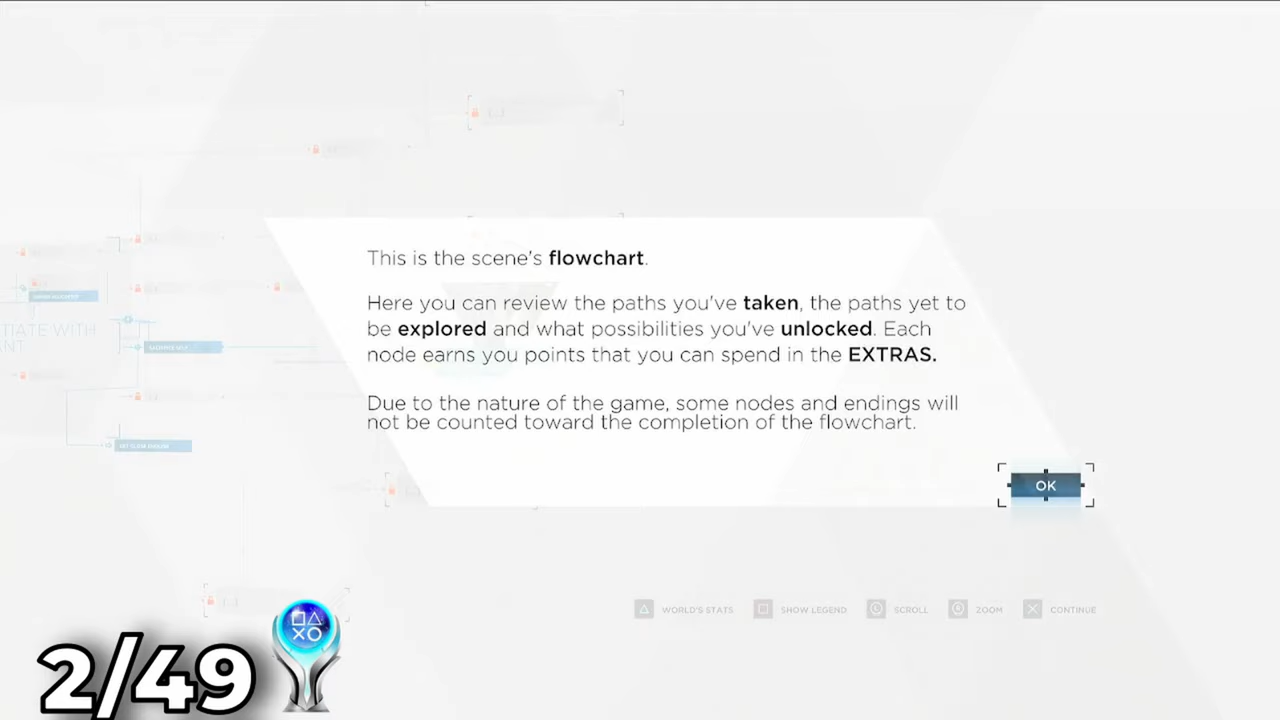 This is the scene's flowchart.
Here you can review the paths you've taken, the paths yet to
be explored and what possibilities you've unlocked. Each
node earns you points that you can spend in the EXTRAS.
Due to the nature of the game, some nodes and endings will
not be counted toward the completion of the flowchart.
OK
TIATE WITH
ANT
WORLD'S STATS
SHOW LEGEND
SCROLL
ZOOM
CONTINUE
2/49